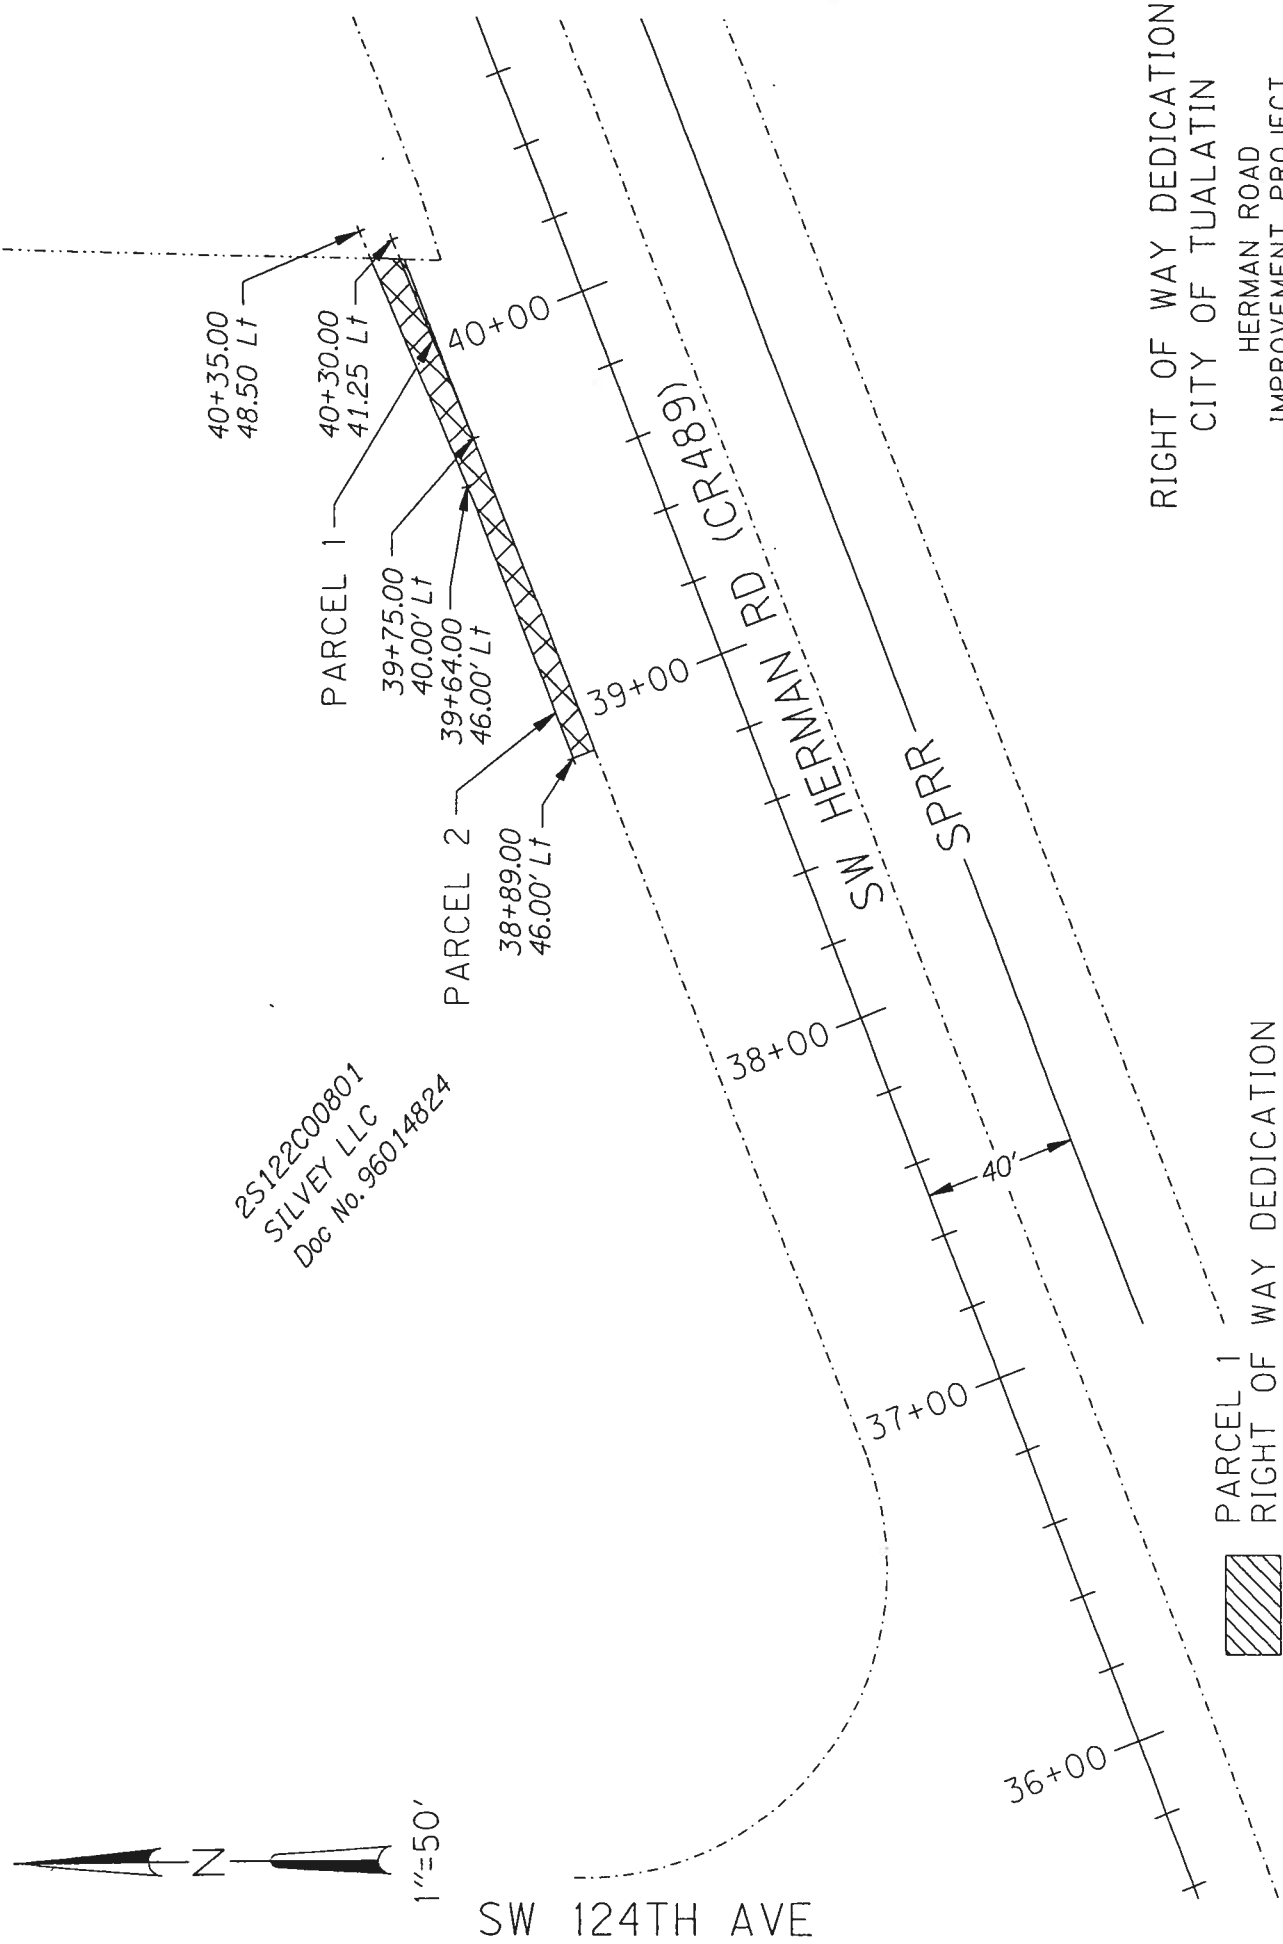 40+35.00
48.50 Lt
40+30.00
41.25 Lt
PARCEL 1
39+75.00
40.00' Lt
39+64.00
46.00' Lt
PARCEL 2
38+89.00
46.00' Lt
2S122C00801
SILVEY LLC
Doc No. 96014824
40+00
39+00
38+00
37+00
36+00
SW HERMAN RD (CR489)
SPRR
40'
N
1"=50'
SW 124TH AVE
PARCEL 1
RIGHT OF WAY DEDICATION
RIGHT OF WAY DEDICATION
CITY OF TUALATIN
HERMAN ROAD
IMPROVEMENT PROJECT